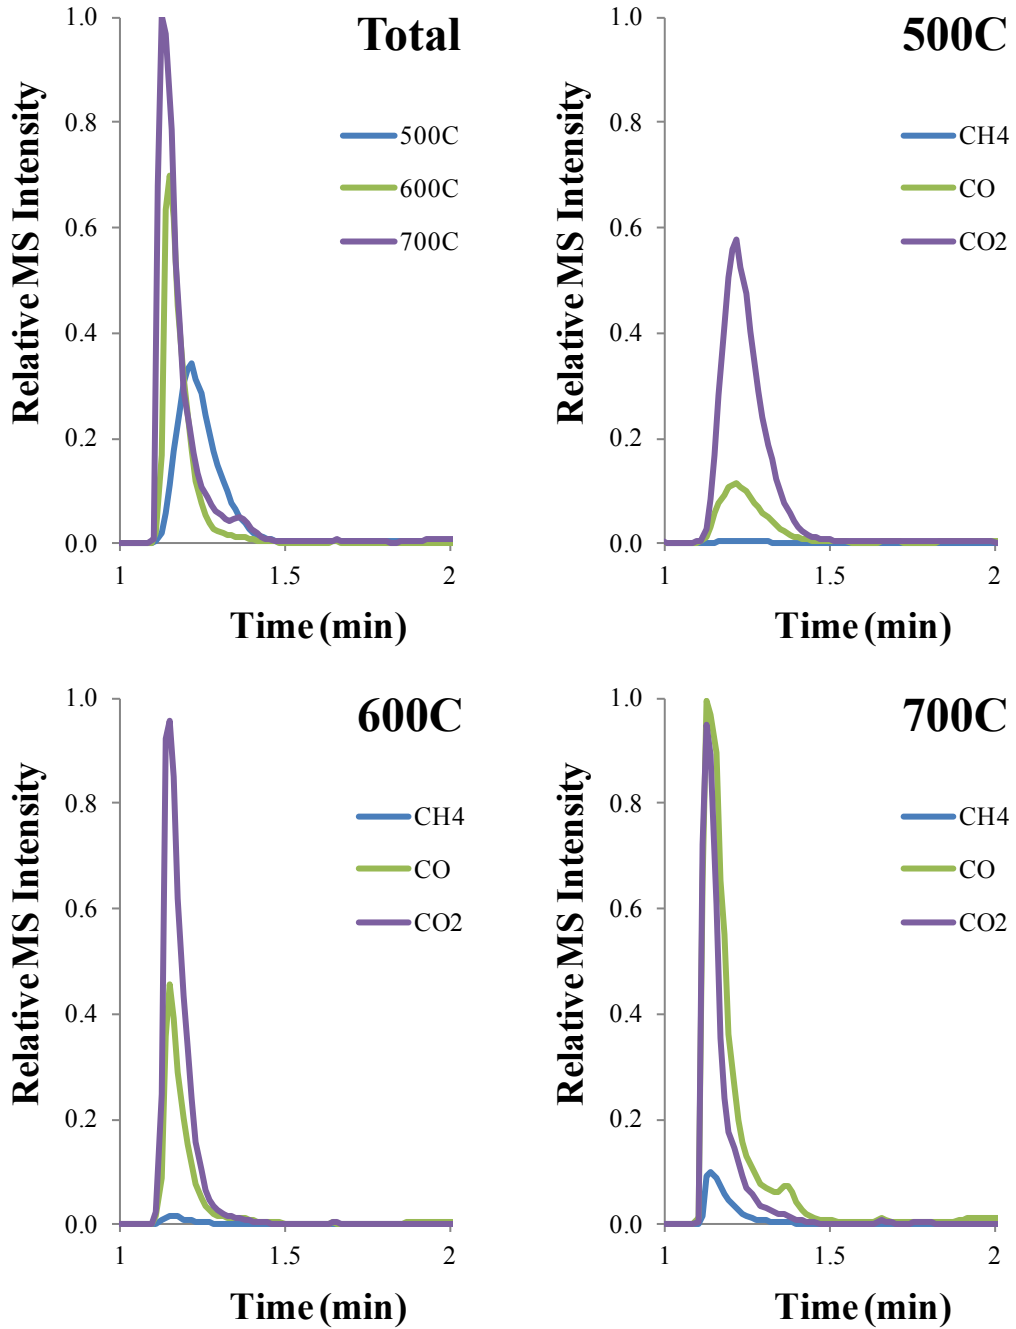 Total
Relative MS Intensity
1.0
0.8
0.6
0.4
0.2
0.0
500C
600C
700C
1
1.5
2
Time (min)
500C
Relative MS Intensity
1.0
0.8
0.6
0.4
0.2
0.0
CH4
CO
CO2
1
1.5
2
Time (min)
600C
Relative MS Intensity
1.0
0.8
0.6
0.4
0.2
0.0
CH4
CO
CO2
1
1.5
2
Time (min)
700C
Relative MS Intensity
1.0
0.8
0.6
0.4
0.2
0.0
CH4
CO
CO2
1
1.5
2
Time (min)